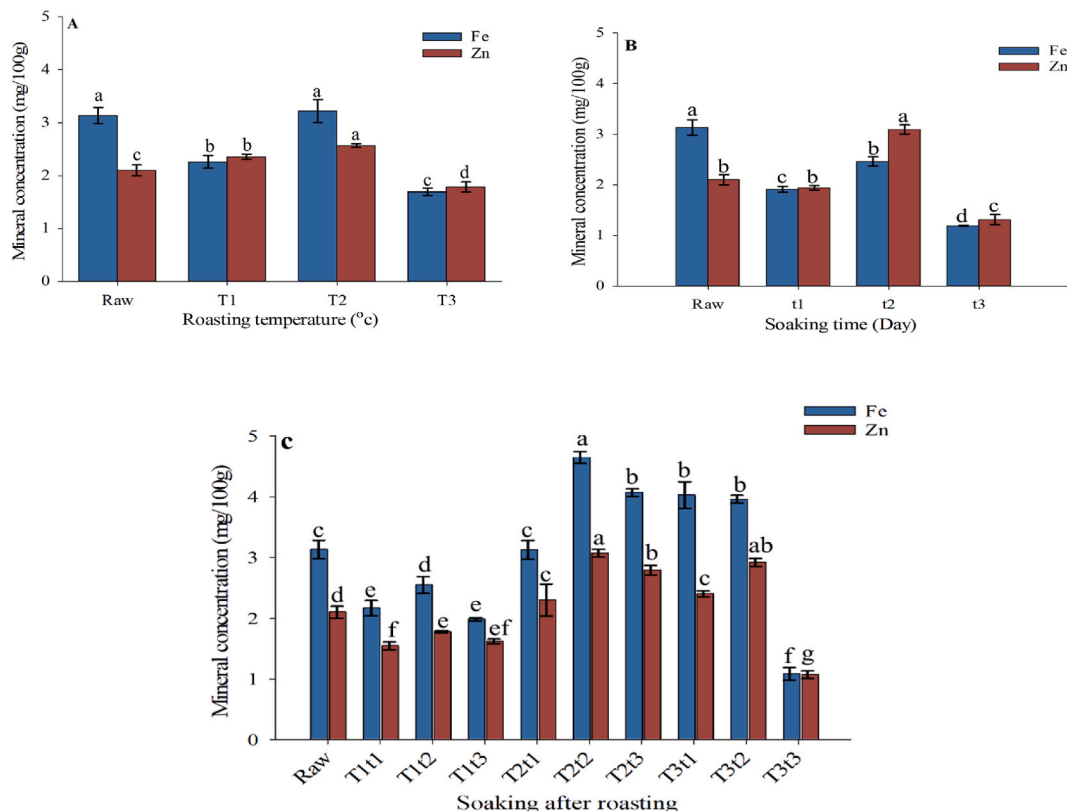 A
Fe
Zn
Mineral concentration (mg/100g)
5
4
3
2
1
0
a
c
b
b
a
a
c
d
Raw
T1
T2
T3
Roasting temperature (°c)
B
Fe
Zn
Mineral concentration (mg/100g)
5
4
3
2
1
0
a
b
c
b
b
a
d
c
Raw
t1
t2
t3
Soaking time (Day)
c
Fe
Zn
Mineral concentration (mg/100g)
5
4
3
2
1
0
c
d
e
f
d
e
e
ef
c
c
a
a
b
b
b
c
b
ab
f
g
Raw
T1t1
T1t2
T1t3
T2t1
T2t2
T2t3
T3t1
T3t2
T3t3
Soaking after roasting